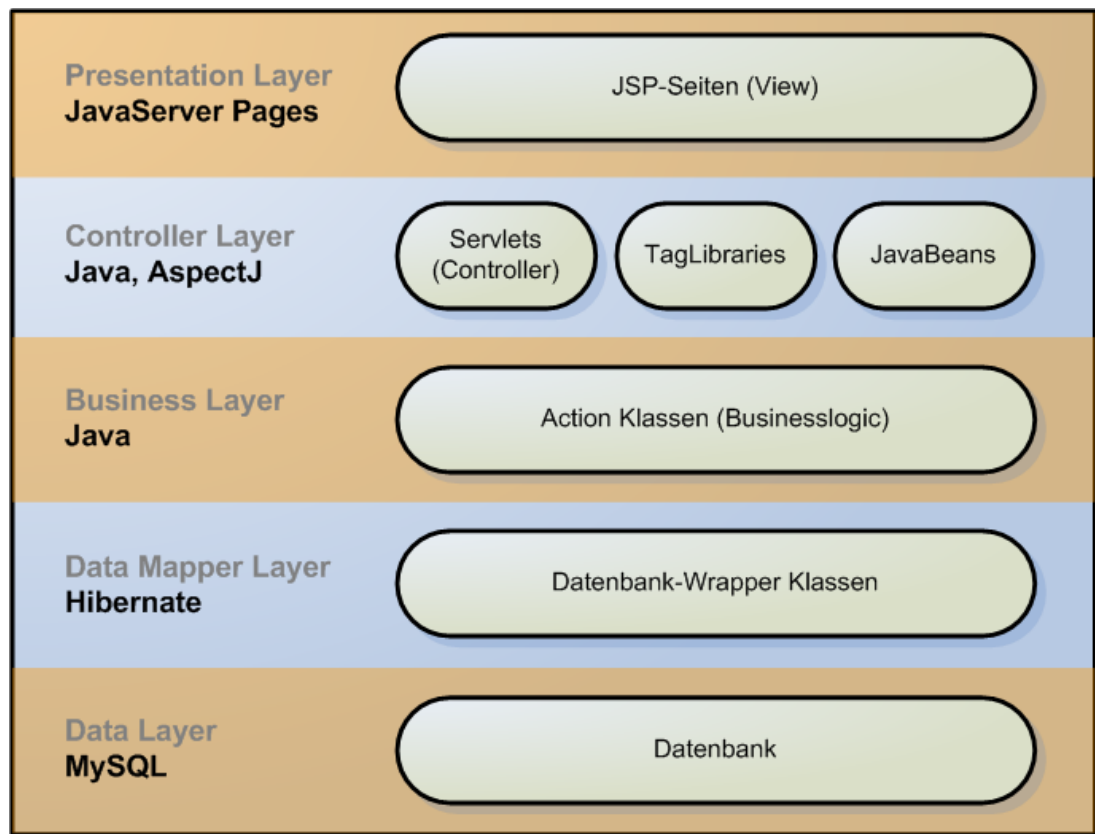 Presentation Layer
JavaServer Pages
JSP-Seiten (View)
Controller Layer
Java, AspectJ
Servlets
(Controller)
TagLibraries
JavaBeans
Business Layer
Java
Action Klassen (Businesslogic)
Data Mapper Layer
Hibernate
Datenbank-Wrapper Klassen
Data Layer
MySQL
Datenbank